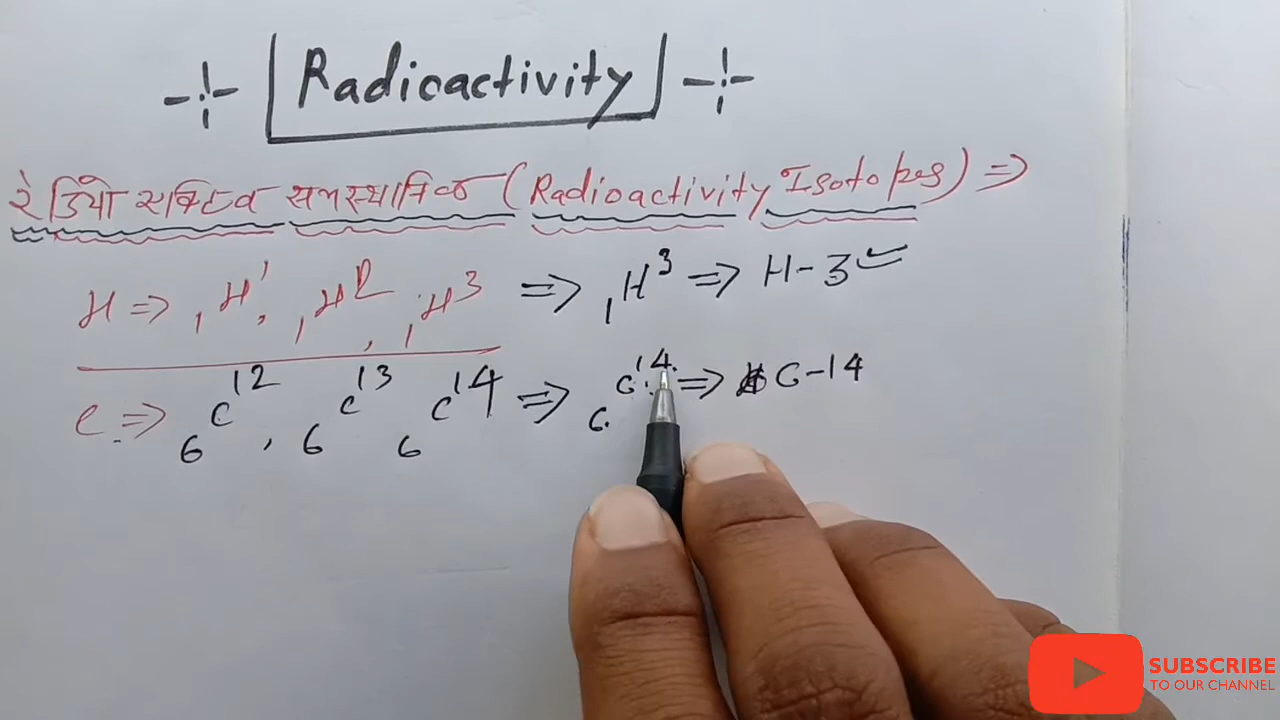 Radioactivity
रेडियो सक्टिव समस्थानिक (Radioactivity Isotopes) ⇒
H ⇒ ₁H¹, ₁H², ₁H³ ⇒ ₁H³ ⇒ H-3
C ⇒ ₆C¹², ₆C¹³ ₆C¹⁴ ⇒ ₆C¹⁴ ⇒ C-14
SUBSCRIBE
TO OUR CHANNEL